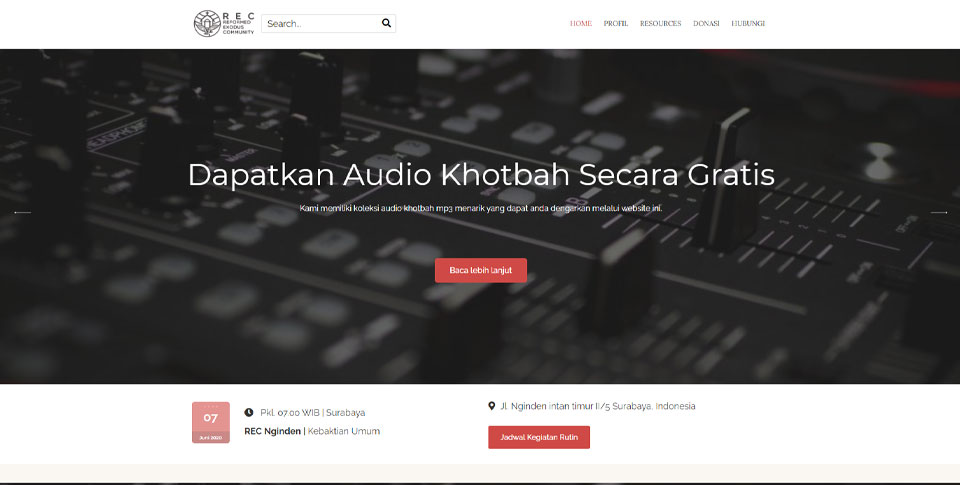 R E C
REFORMED
EXODUS
COMMUNITY
Search...
HOME PROFIL RESOURCES DONASI HUBUNGI
Dapatkan Audio Khotbah Secara Gratis
Kami memiliki koleksi audio khotbah mp3 menarik yang dapat anda dengarkan melalui website ini.
Baca lebih lanjut
07
Juni 2020
Pkl. 07.00 WIB | Surabaya
REC Nginden | Kebaktian Umum
Jl. Nginden intan timur II/5 Surabaya, Indonesia
Jadwal Kegiatan Rutin